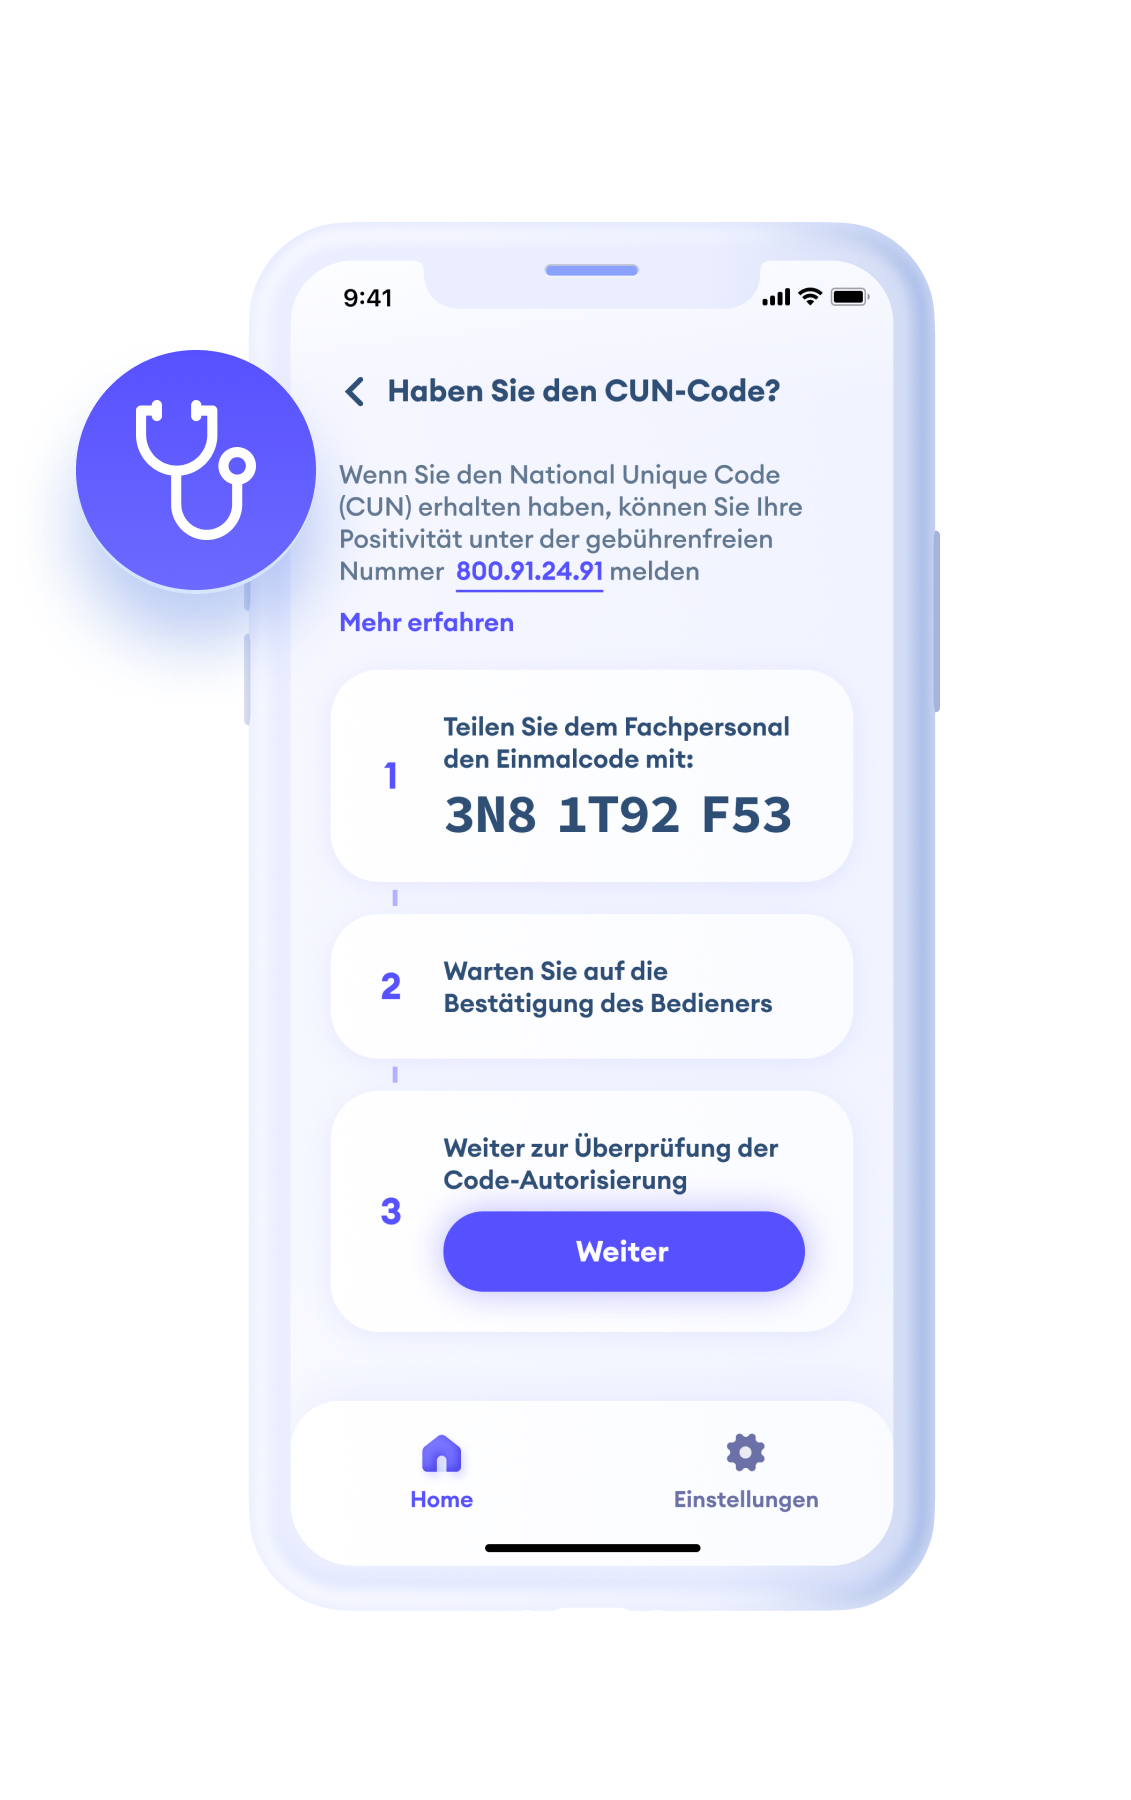 9:41
Haben Sie den CUN-Code?
Wenn Sie den National Unique Code
(CUN) erhalten haben, können Sie Ihre
Positivität unter der gebührenfreien
Nummer 800.91.24.91 melden
Mehr erfahren
1
Teilen Sie dem Fachpersonal
den Einmalcode mit:
3N8 1T92 F53
2
Warten Sie auf die
Bestätigung des Bedieners
3
Weiter zur Überprüfung der
Code-Autorisierung
Weiter
Home
Einstellungen